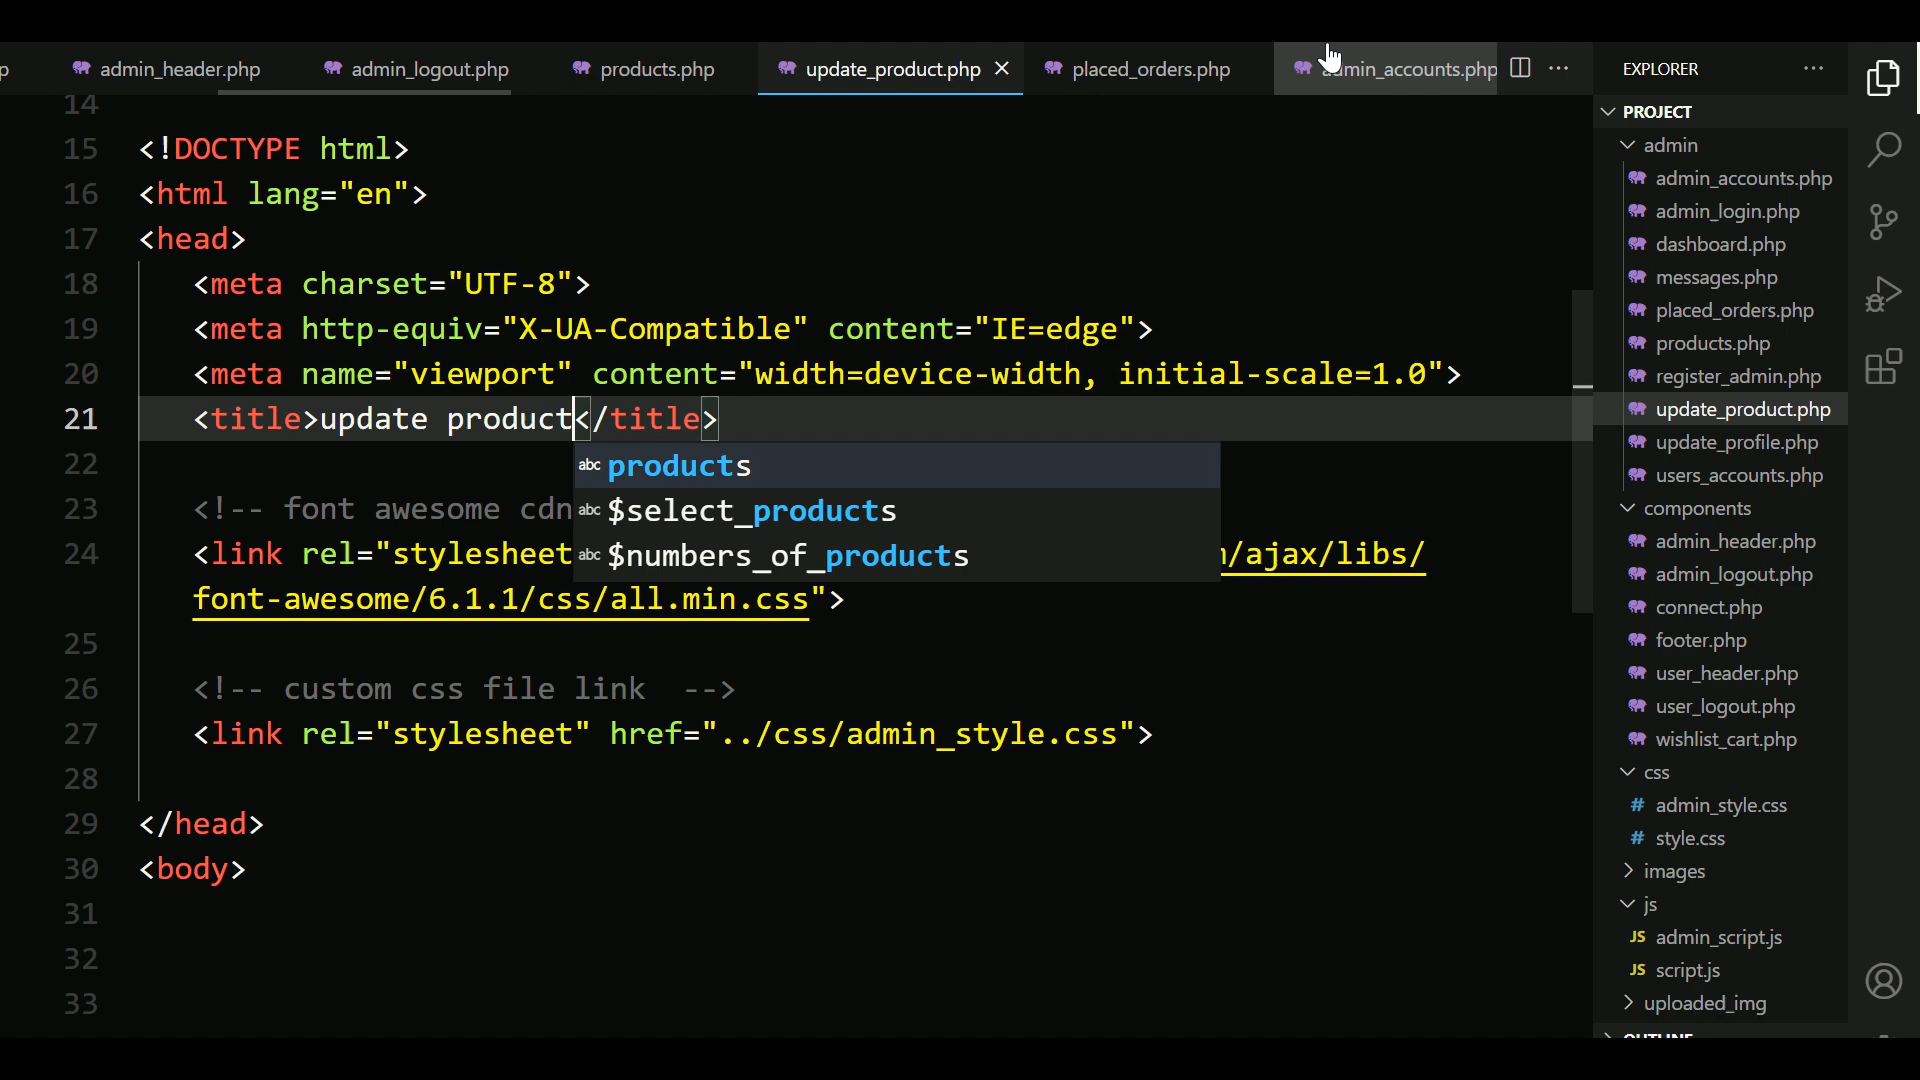 p admin_header.php admin_logout.php products.php update_product.php placed_orders.php admin_accounts.php
14
15 <!DOCTYPE html>
16 <html lang="en">
17 <head>
18 <meta charset="UTF-8">
19 <meta http-equiv="X-UA-Compatible" content="IE=edge">
20 <meta name="viewport" content="width=device-width, initial-scale=1.0">
21 <title>update product</title>
22
23 <!-- font awesome cdn
24 <link rel="stylesheet /ajax/libs/
font-awesome/6.1.1/css/all.min.css">
25
26 <!-- custom css file link -->
27 <link rel="stylesheet" href="../css/admin_style.css">
28
29 </head>
30 <body>
31
32
33
abc products
abc $select_products
abc $numbers_of_products
EXPLORER
PROJECT
admin
admin_accounts.php
admin_login.php
dashboard.php
messages.php
placed_orders.php
products.php
register_admin.php
update_product.php
update_profile.php
users_accounts.php
components
admin_header.php
admin_logout.php
connect.php
footer.php
user_header.php
user_logout.php
wishlist_cart.php
css
# admin_style.css
# style.css
images
js
JS admin_script.js
JS script.js
uploaded_img
OUTLINE